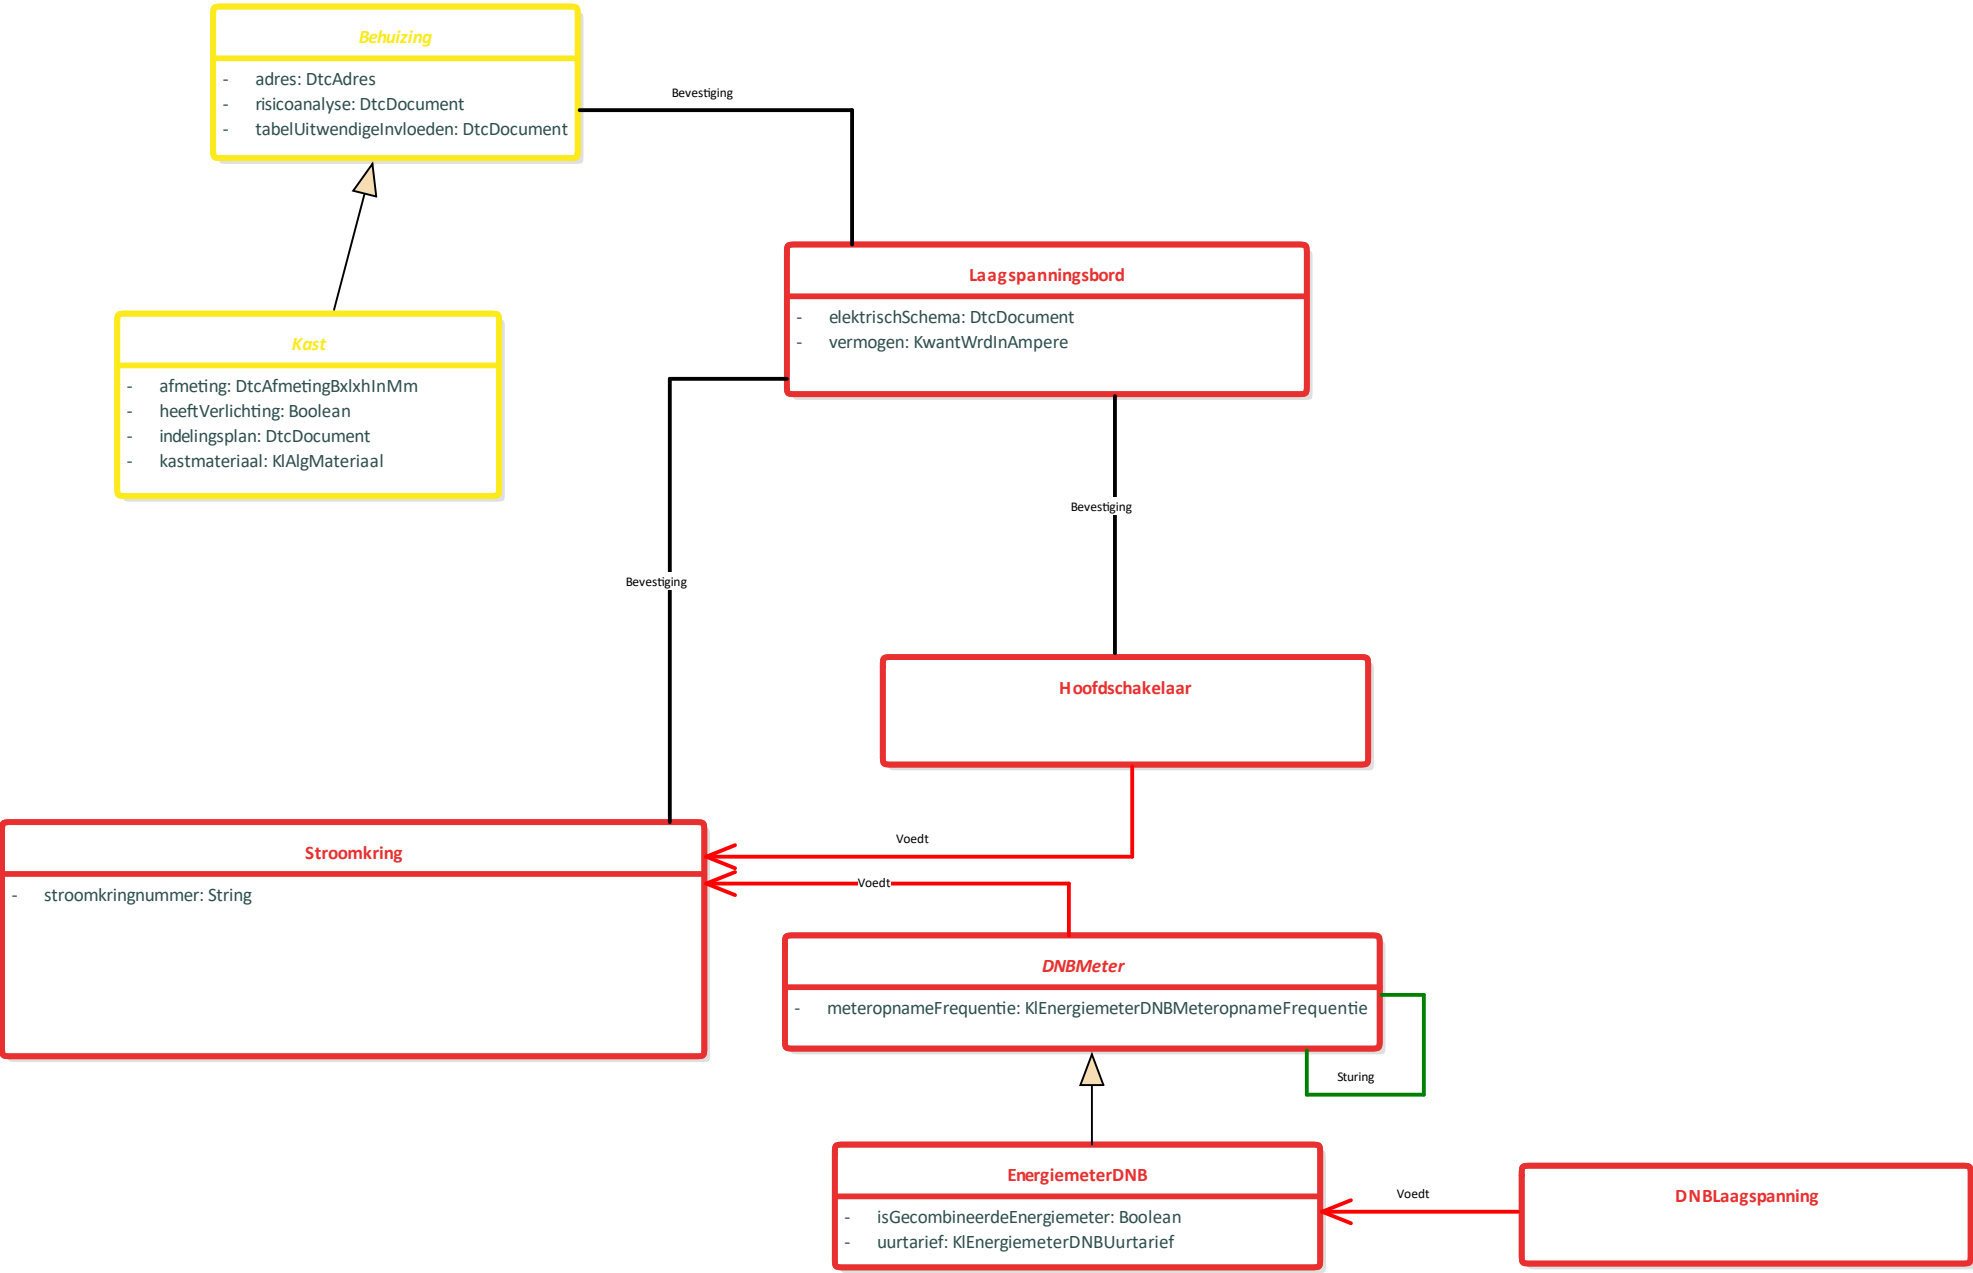 Behuizing
- adres: DtcAdres
- risicoanalyse: DtcDocument
- tabelUitwendigeInvloeden: DtcDocument
Bevestiging
Laagspanningsbord
- elektrischSchema: DtcDocument
- vermogen: KwantWrdInAmpere
Kast
- afmeting: DtcAfmetingBxlxhInMm
- heeftVerlichting: Boolean
- indelingsplan: DtcDocument
- kastmateriaal: KlAlgMateriaal
Bevestiging
Bevestiging
Hoofdschakelaar
Voedt
Stroomkring
- stroomkringnummer: String
Voedt
DNBMeter
- meteropnameFrequentie: KlEnergiemeterDNBMeteropnameFrequentie
Sturing
EnergiemeterDNB
- isGecombineerdeEnergiemeter: Boolean
- uurtarief: KlEnergiemeterDNBUurtarief
Voedt
DNBLaagspanning